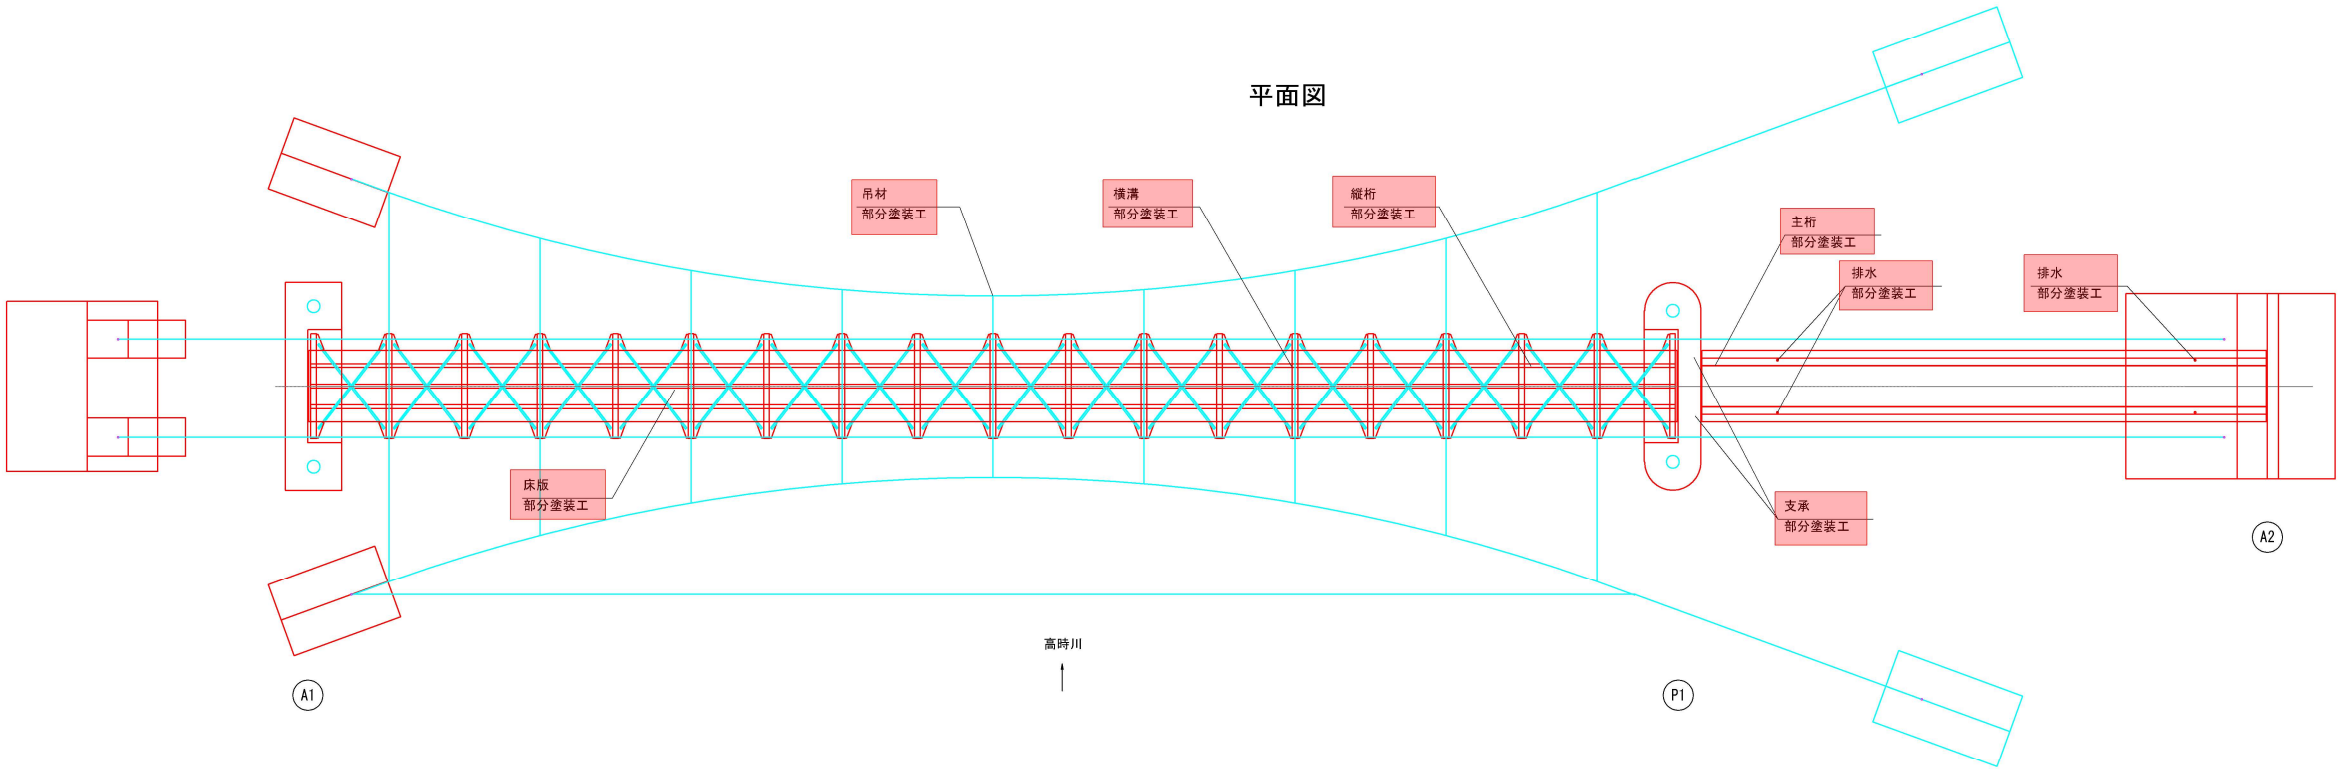 平面図
吊材
部分塗装工
横溝
部分塗装工
縦桁
部分塗装工
主桁
部分塗装工
排水
部分塗装工
排水
部分塗装工
床版
部分塗装工
支承
部分塗装工
A2
高時川
A1
P1